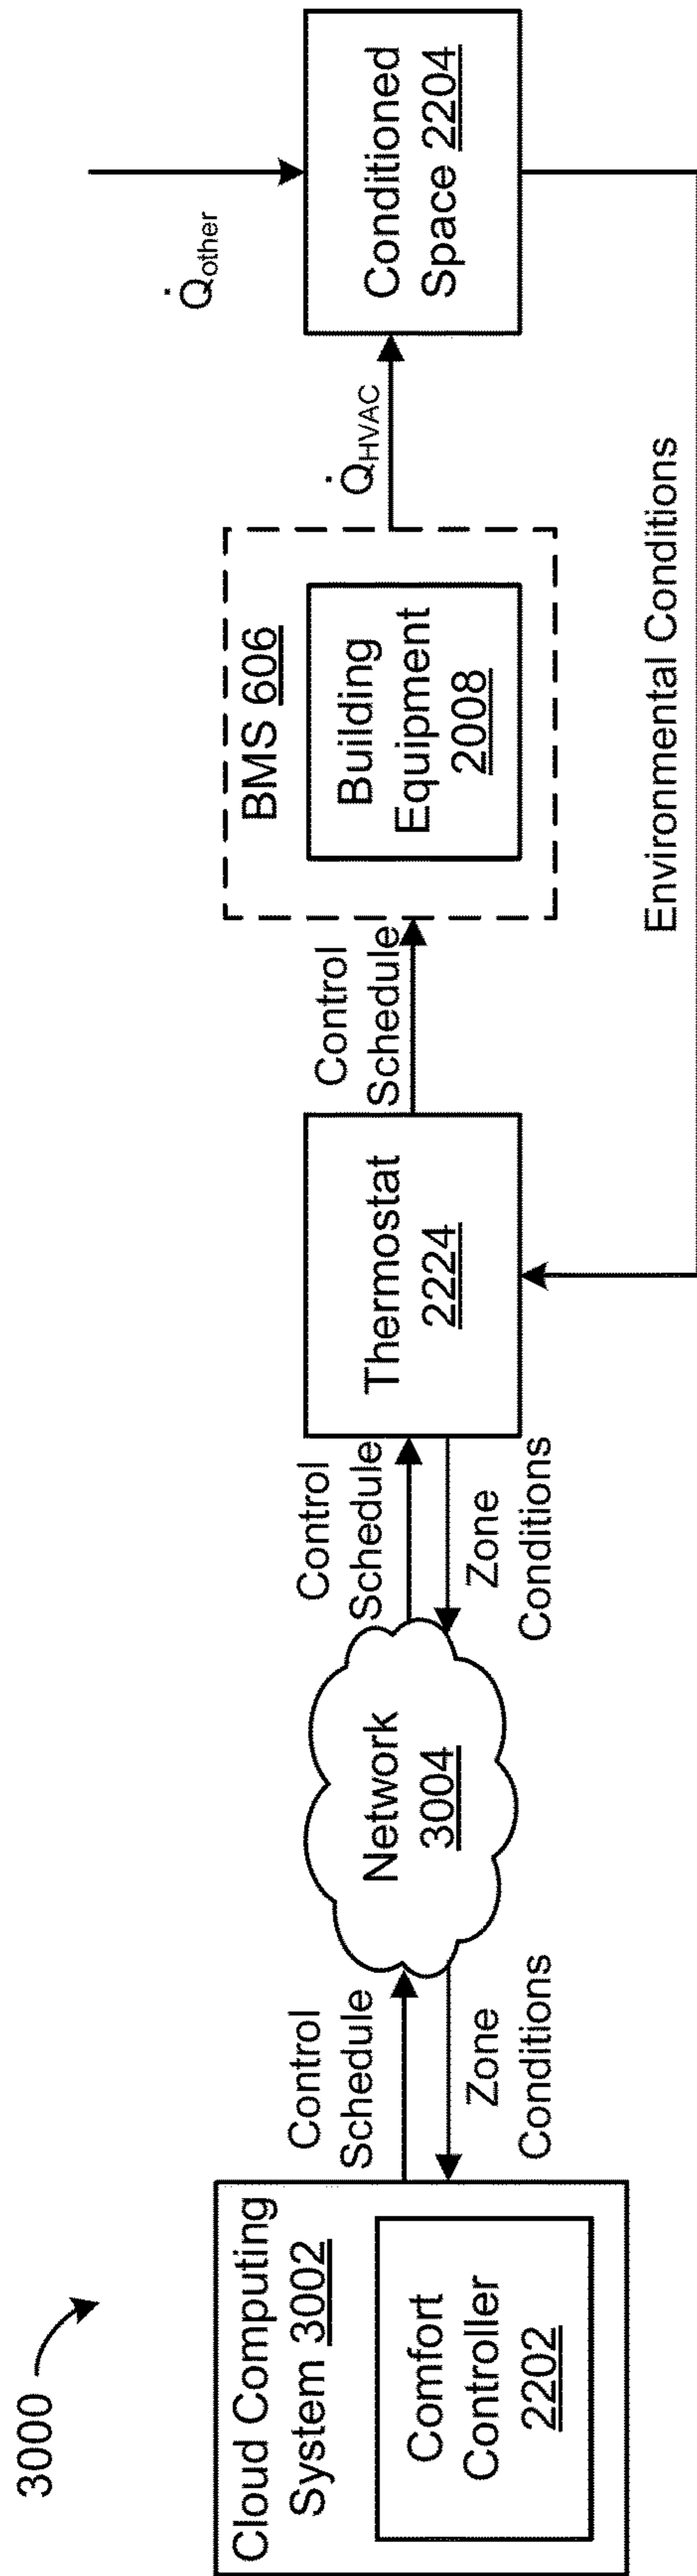 3000
Cloud Computing
System 3002
Comfort
Controller
2202
Control
Schedule
Zone
Conditions
Network
3004
Control
Schedule
Zone
Conditions
Thermostat
2224
Control
Schedule
BMS 606
Building
Equipment
2008
Q̇HVAC
Q̇other
Conditioned
Space 2204
Environmental Conditions